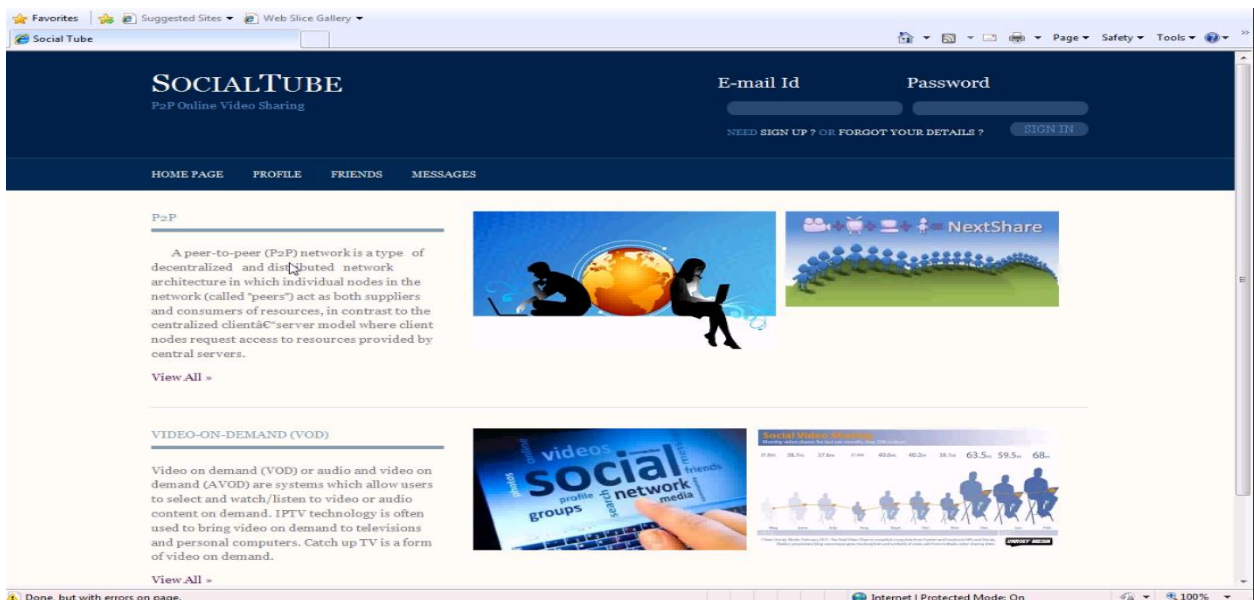 Favorites Suggested Sites Web Slice Gallery
Social Tube Page Safety Tools
SOCIALTUBE
P2P Online Video Sharing
E-mail Id Password
NEED SIGN UP ? OR FORGOT YOUR DETAILS ? SIGN IN
HOME PAGE PROFILE FRIENDS MESSAGES
P2P
A peer-to-peer (P2P) network is a type of
decentralized and distributed network
architecture in which individual nodes in the
network (called "peers") act as both suppliers
and consumers of resources, in contrast to the
centralized clientâ€“server model where client
nodes request access to resources provided by
central servers.
View All »
NextShare
VIDEO-ON-DEMAND (VOD)
Video on demand (VOD) or audio and video on
demand (AVOD) are systems which allow users
to select and watch/listen to video or audio
content on demand. IPTV technology is often
used to bring video on demand to televisions
and personal computers. Catch up TV is a form
of video on demand.
View All »
videos
online
photos
social
friends
profile
search
network
media
groups
Social Video Sharing
63.5m 59.5m 68m
UNRULY MEDIA
Done, but with errors on page. Internet | Protected Mode: On 100%